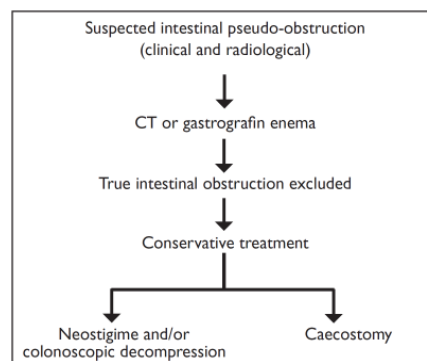 Suspected intestinal pseudo-obstruction
(clinical and radiological)
CT or gastrografin enema
True intestinal obstruction excluded
Conservative treatment
Neostigime and/or
colonoscopic decompression
Caecostomy